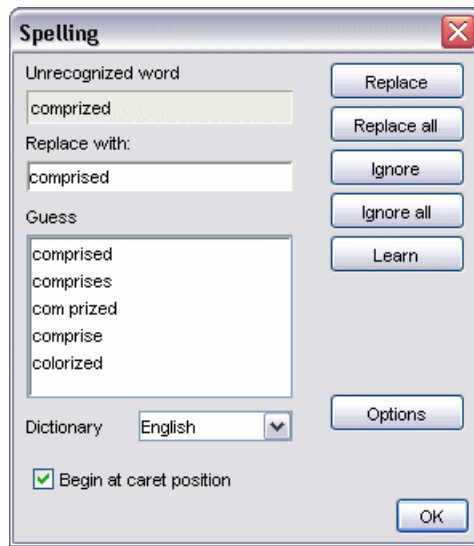 Spelling
Unrecognized word
comprized
Replace with:
comprised
Guess
comprised
comprises
com prized
comprise
colorized
Dictionary English
Begin at caret position
Replace
Replace all
Ignore
Ignore all
Learn
Options
OK